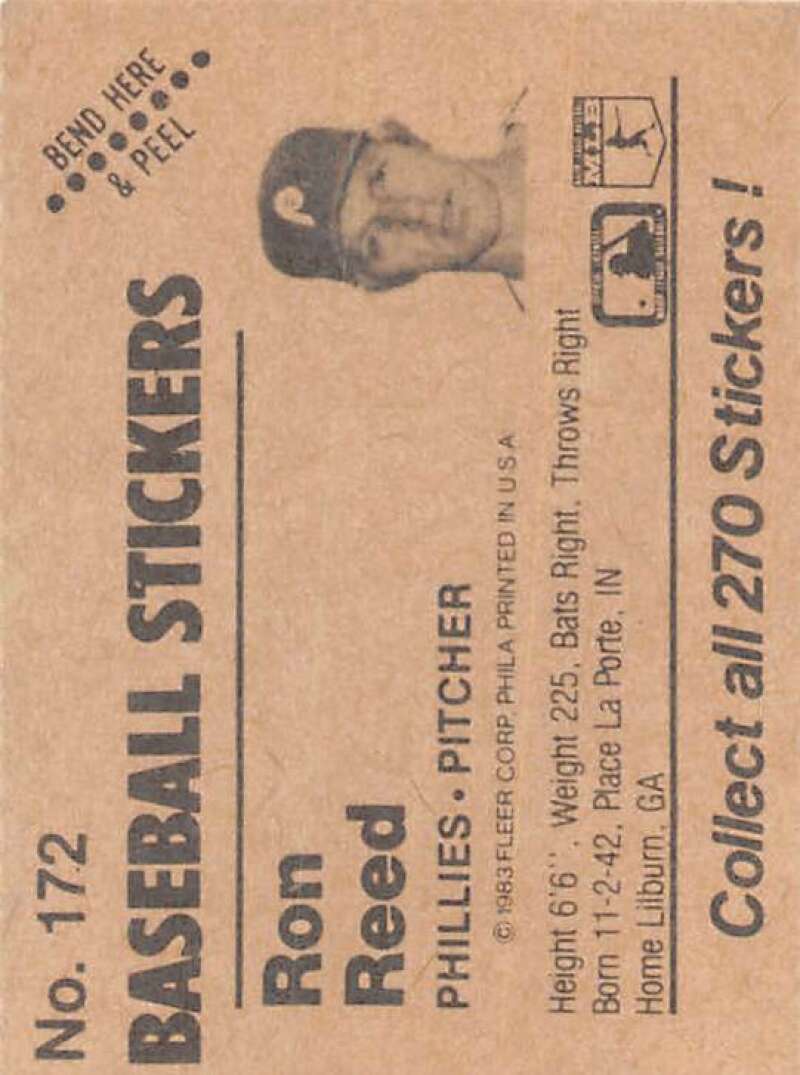 No. 172
BEND HERE
& PEEL
BASEBALL STICKERS
Ron
Reed
PHILLIES • PITCHER
© 1983 FLEER CORP. PHILA. PRINTED IN U.S.A
Height 6'6", Weight 225, Bats Right, Throws Right
Born 11-2-42, Place La Porte, IN
Home Lilburn, GA
P
MLB
Collect all 270 Stickers !